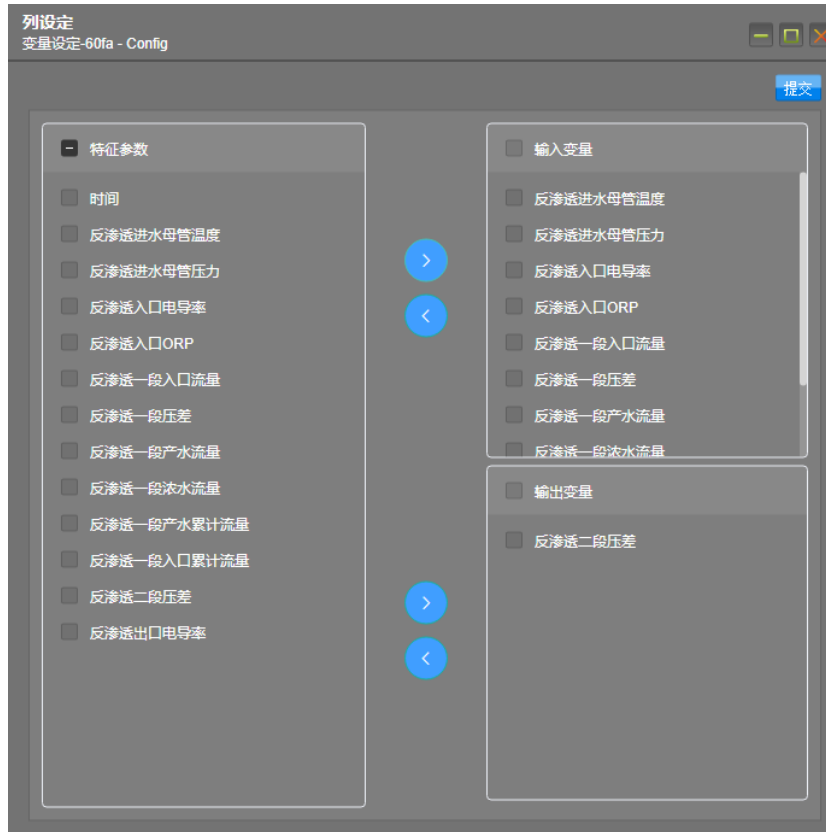 列设定
变量设定-60fa - Config
提交
特征参数
时间
反渗透进水母管温度
反渗透进水母管压力
反渗透入口电导率
反渗透入口ORP
反渗透一段入口流量
反渗透一段压差
反渗透一段产水流量
反渗透一段浓水流量
反渗透一段产水累计流量
反渗透一段入口累计流量
反渗透二段压差
反渗透出口电导率
输入变量
反渗透进水母管温度
反渗透进水母管压力
反渗透入口电导率
反渗透入口ORP
反渗透一段入口流量
反渗透一段压差
反渗透一段产水流量
反渗透一段浓水流量
输出变量
反渗透二段压差